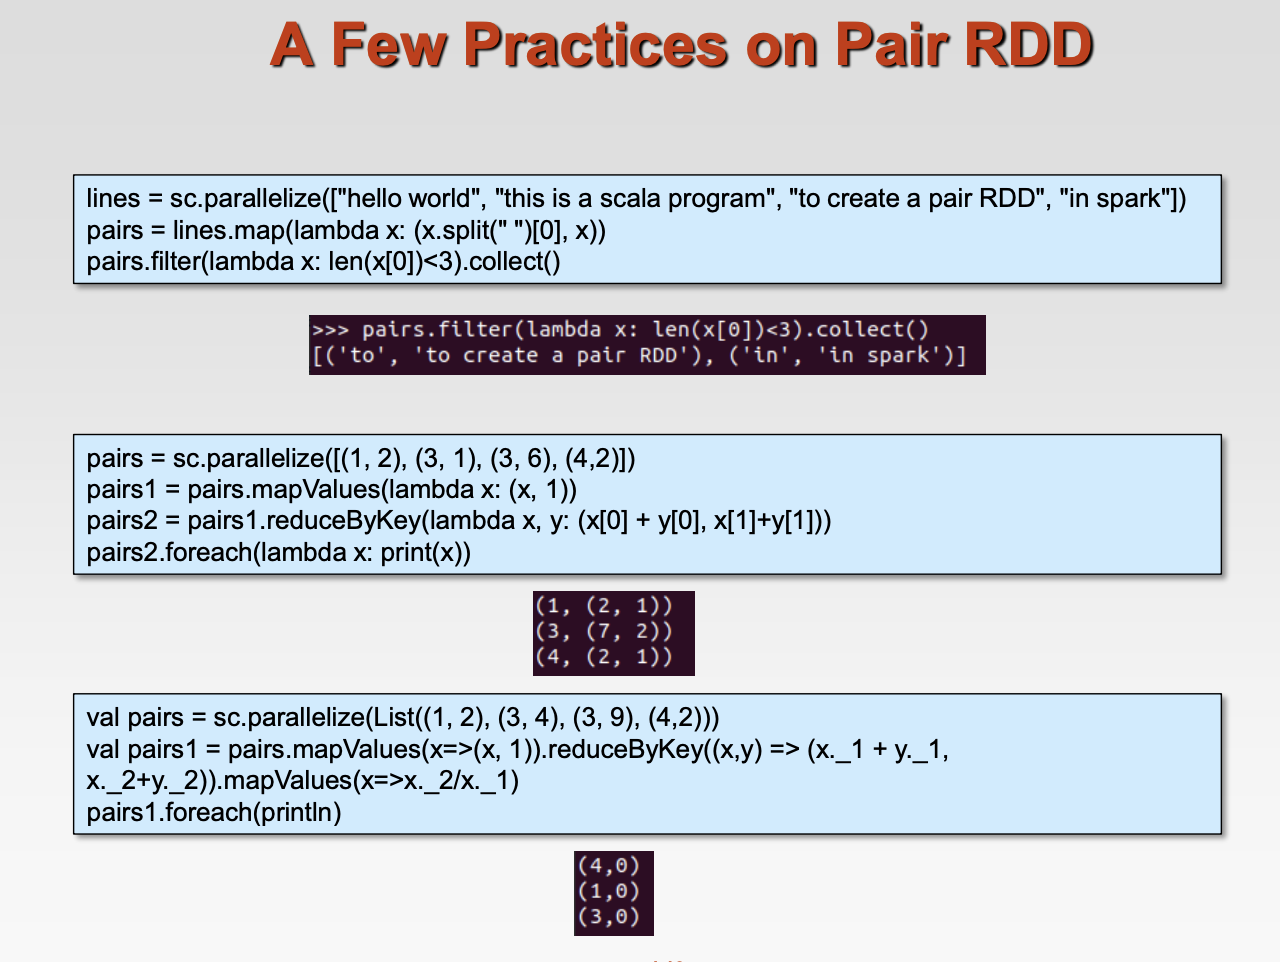 A Few Practices on Pair RDD
lines = sc.parallelize(["hello world", "this is a scala program", "to create a pair RDD", "in spark"])
pairs = lines.map(lambda x: (x.split(" ")[0], x))
pairs.filter(lambda x: len(x[0])<3).collect()
>>> pairs.filter(lambda x: len(x[0])<3).collect()
[('to', 'to create a pair RDD'), ('in', 'in spark')]
pairs = sc.parallelize([(1, 2), (3, 1), (3, 6), (4,2)])
pairs1 = pairs.mapValues(lambda x: (x, 1))
pairs2 = pairs1.reduceByKey(lambda x, y: (x[0] + y[0], x[1]+y[1]))
pairs2.foreach(lambda x: print(x))
(1, (2, 1))
(3, (7, 2))
(4, (2, 1))
val pairs = sc.parallelize(List((1, 2), (3, 4), (3, 9), (4,2)))
val pairs1 = pairs.mapValues(x=>(x, 1)).reduceByKey((x,y) => (x._1 + y._1,
x._2+y._2)).mapValues(x=>x._2/x._1)
pairs1.foreach(println)
(4,0)
(1,0)
(3,0)